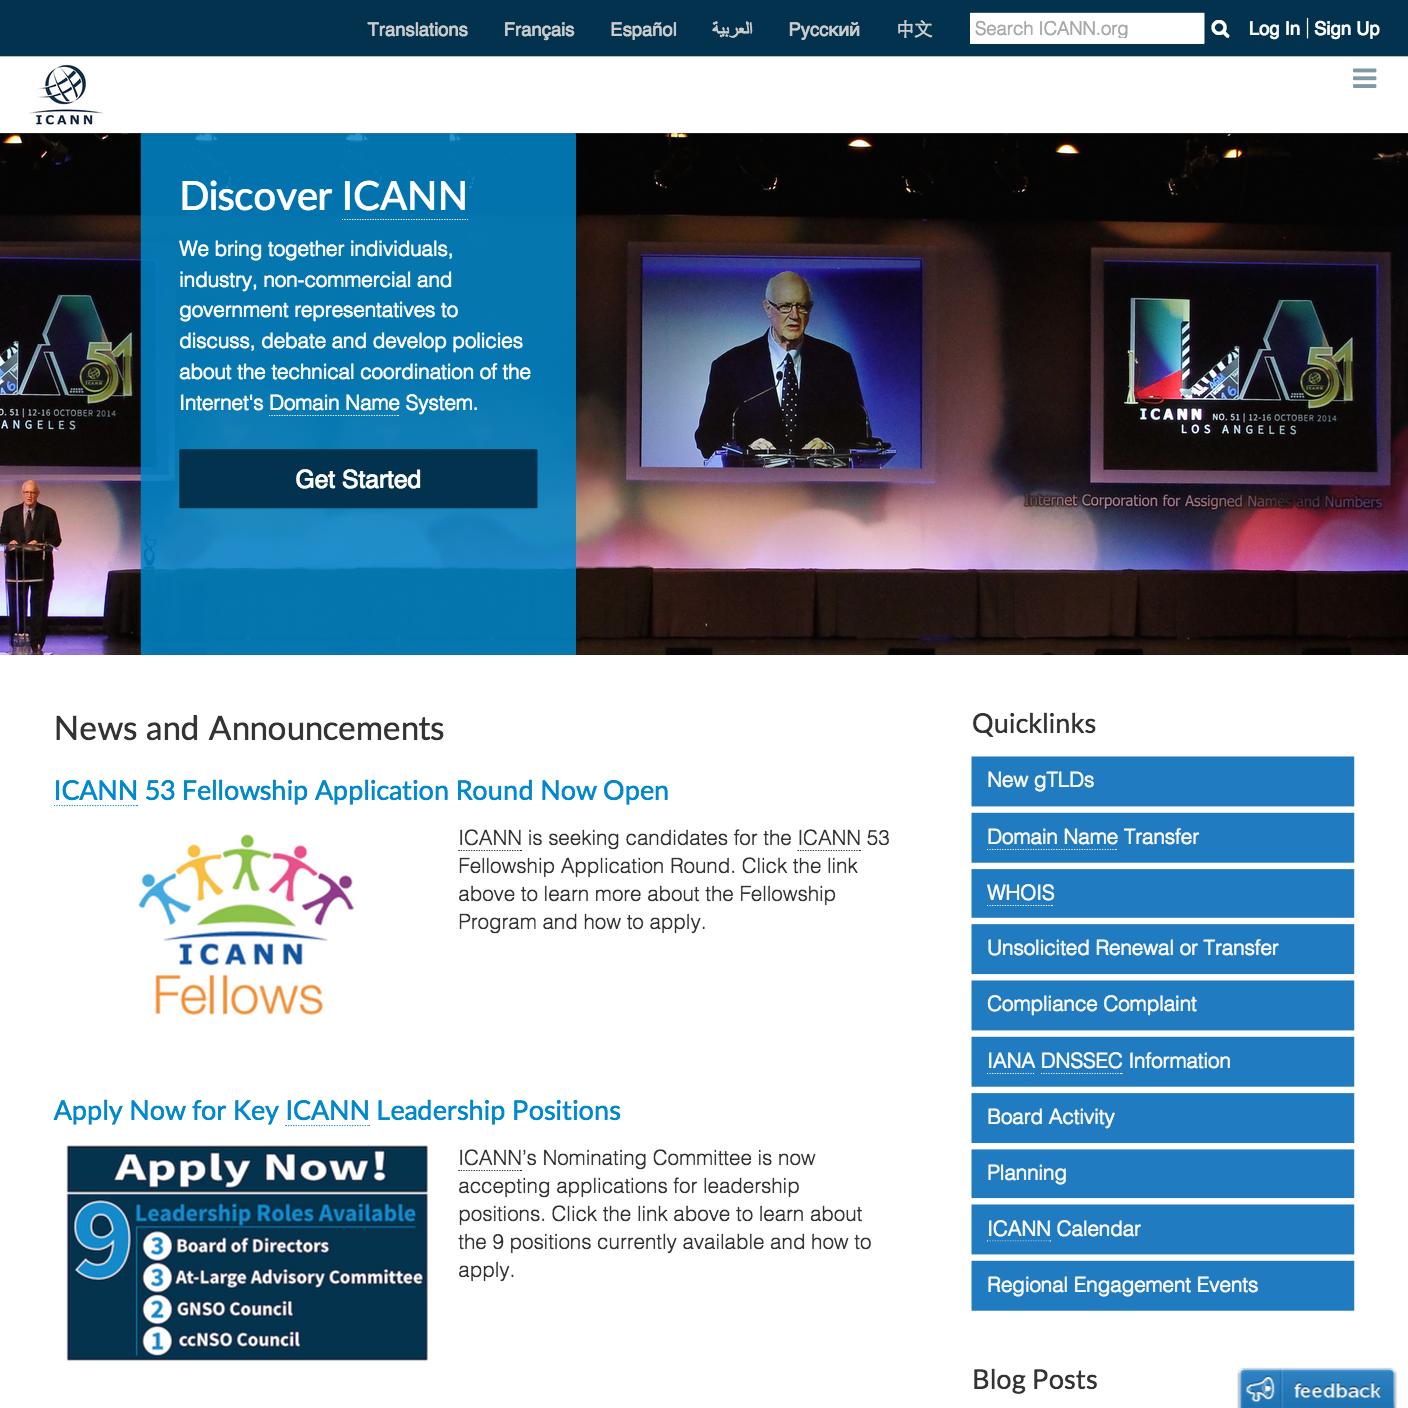 Translations Français Español العربية Русский 中文 Search ICANN.org Log In | Sign Up
ICANN
Discover ICANN
We bring together individuals,
industry, non-commercial and
government representatives to
discuss, debate and develop policies
about the technical coordination of the
Internet's Domain Name System.
Get Started
51
ICANN NO. 51 | 12-16 OCTOBER 2014
LOS ANGELES
Internet Corporation for Assigned Names and Numbers
51
O. 51 | 12-16 OCTOBER 2014
ANGELES
News and Announcements
ICANN 53 Fellowship Application Round Now Open
ICANN
Fellows
ICANN is seeking candidates for the ICANN 53
Fellowship Application Round. Click the link
above to learn more about the Fellowship
Program and how to apply.
Apply Now for Key ICANN Leadership Positions
Apply Now!
9 Leadership Roles Available
3 Board of Directors
3 At-Large Advisory Committee
2 GNSO Council
1 ccNSO Council
ICANN's Nominating Committee is now
accepting applications for leadership
positions. Click the link above to learn about
the 9 positions currently available and how to
apply.
Quicklinks
New gTLDs
Domain Name Transfer
WHOIS
Unsolicited Renewal or Transfer
Compliance Complaint
IANA DNSSEC Information
Board Activity
Planning
ICANN Calendar
Regional Engagement Events
Blog Posts
feedback